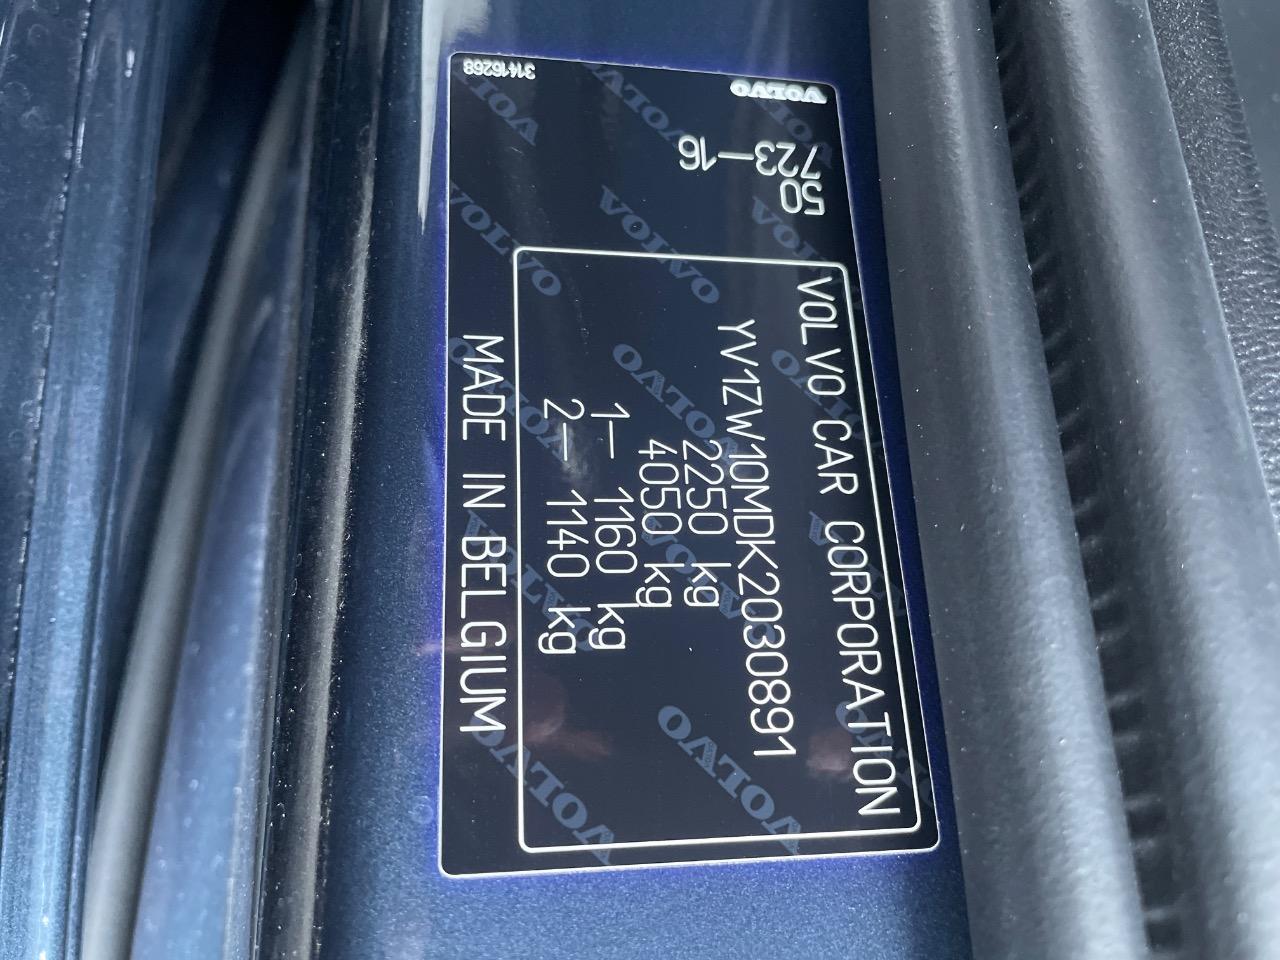 VOLVO CAR CORPORATION
YV1ZW10MDK2030891
2250 kg
4050 kg
1— 1160 kg
2— 1140 kg
MADE IN BELGIUM
50
723—16
VOLVO
31416268